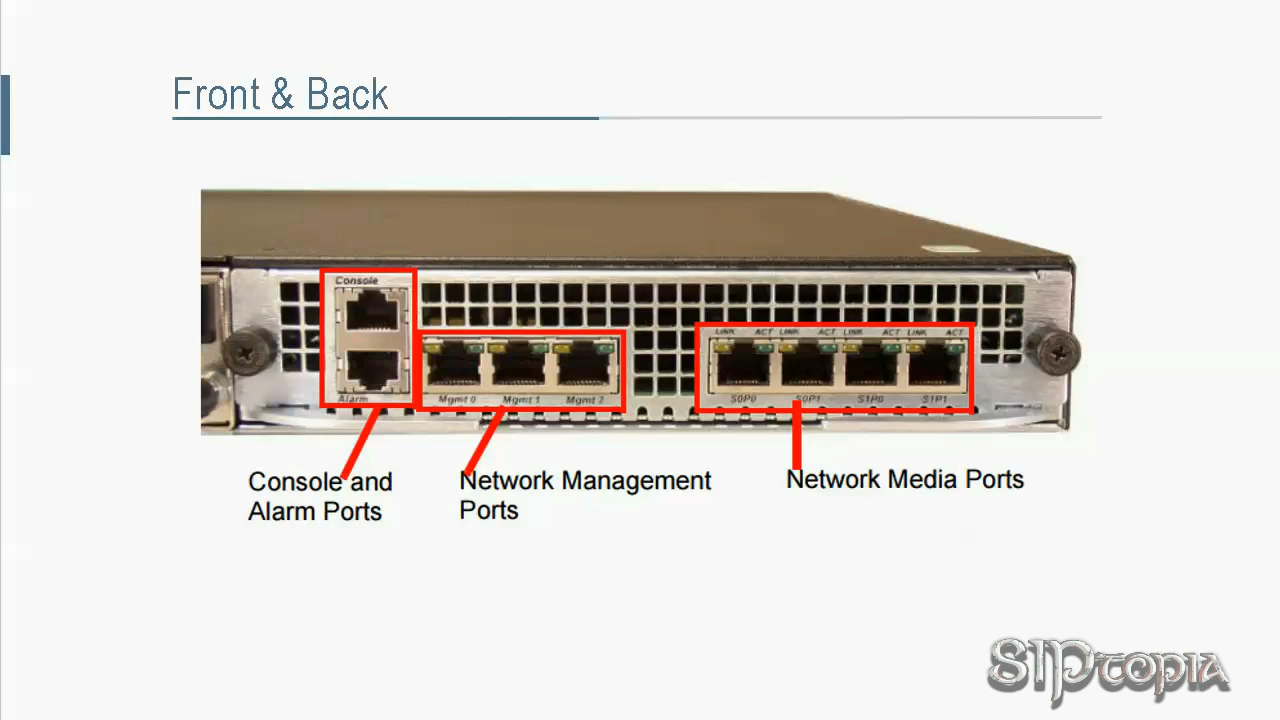 Front & Back
Console
LINK ACT LINK ACT LINK ACT LINK ACT
Alarm
Mgmt 0 Mgmt 1 Mgmt 2
S0P0 S0P1 S1P0 S1P1
Console and
Alarm Ports
Network Management
Ports
Network Media Ports
SIPtopia